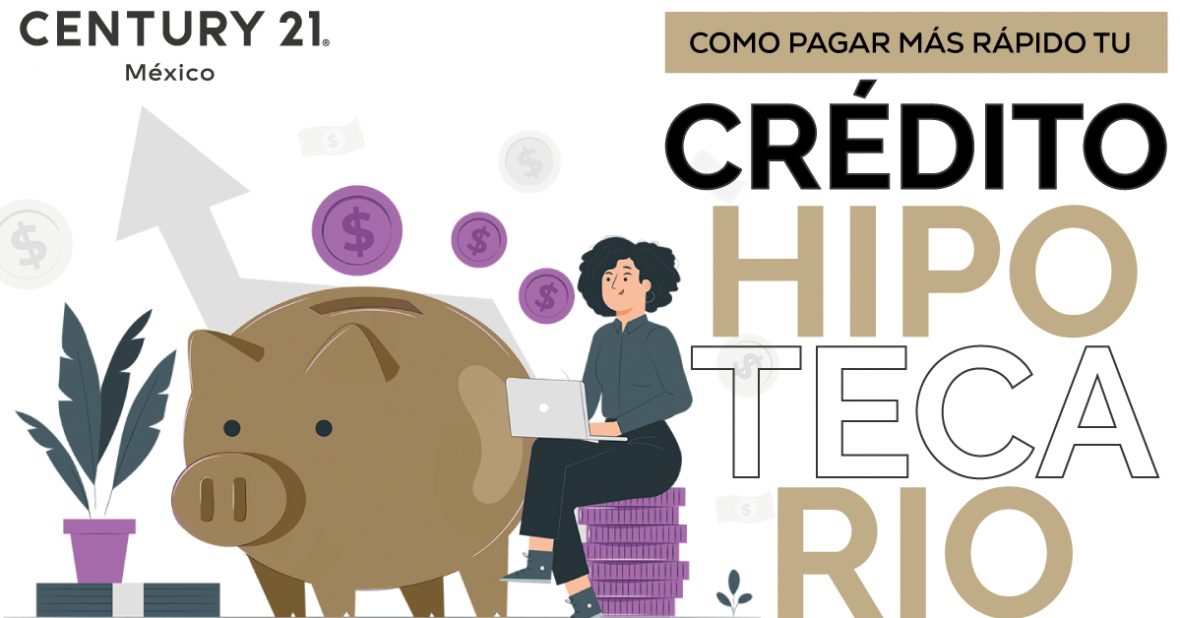 CENTURY 21®
México
COMO PAGAR MÁS RÁPIDO TU
CRÉDITO
HIPO
TECA
RIO
$
$
$
$
$
$
$
$